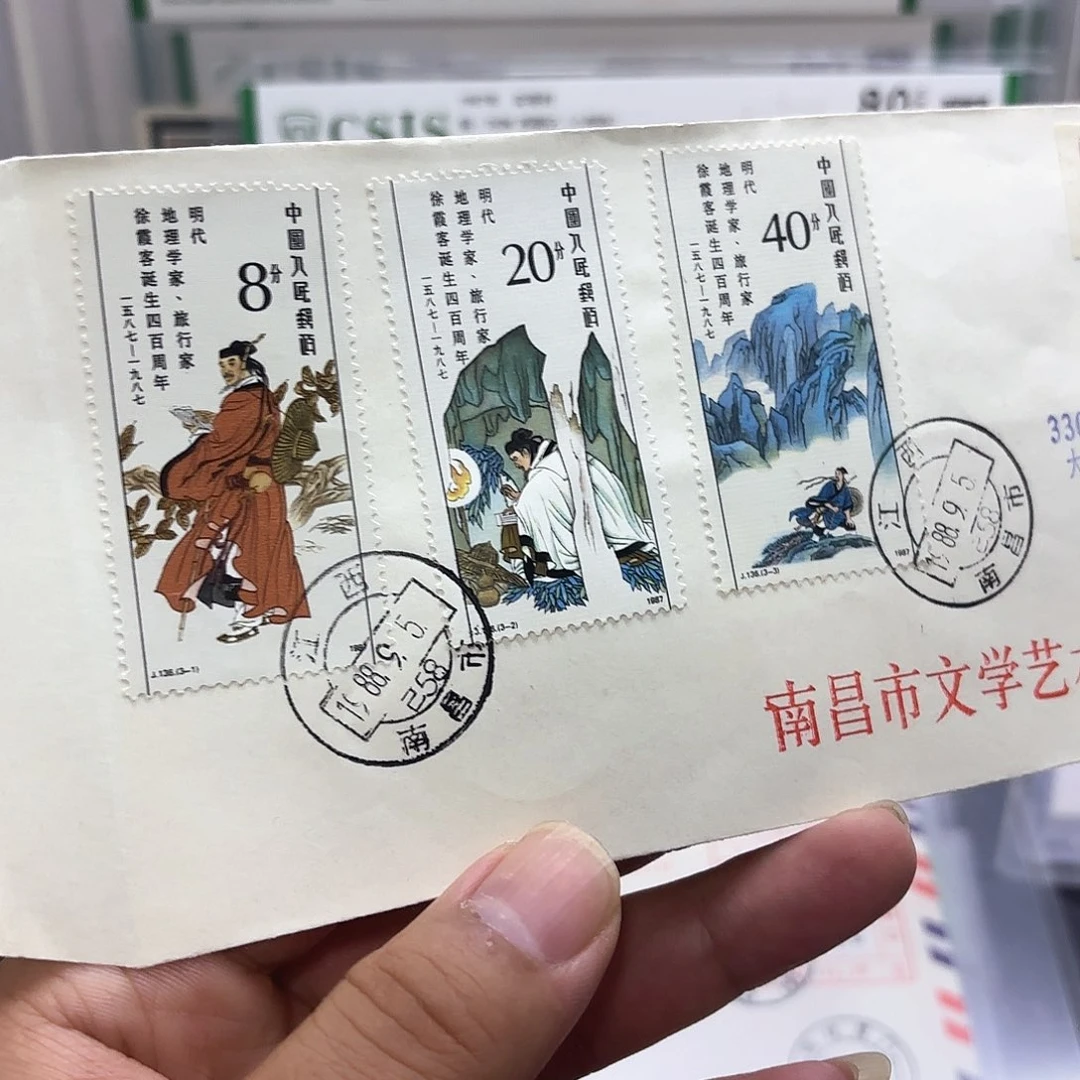 CSIS
80
中國人民郵政
8分
明代
地理学家、旅行家
徐霞客诞生四百周年
一五八七—一九八七
J.136.(3-1)
中國人民郵政
20分
明代
地理学家、旅行家
徐霞客诞生四百周年
一五八七—一九八七
J.136.(3-2)
1987
中國人民郵政
40分
明代
地理学家、旅行家
徐霞客诞生四百周年
一五八七—一九八七
J.136.(3-3)
1987
江西
88.9.5
南昌市
江西
88.9.5
南昌市
330
南昌市文学艺